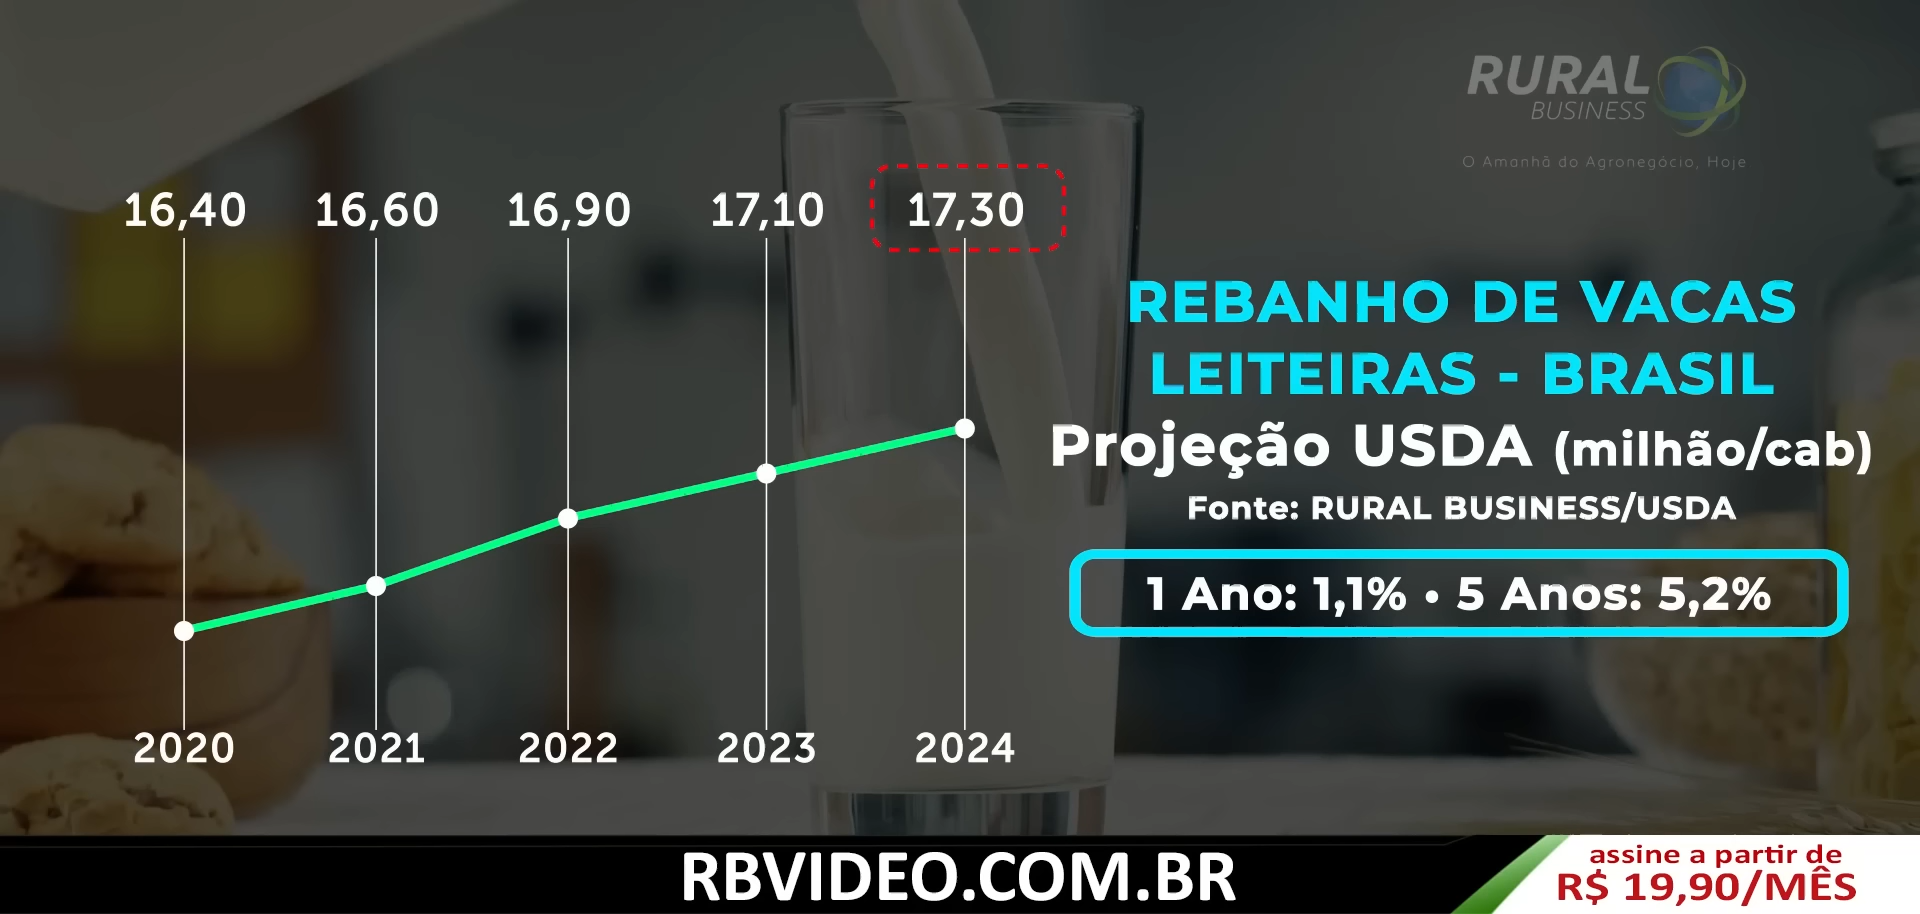 RURAL
BUSINESS
O Amanhã do Agronegócio, Hoje
16,40 16,60 16,90 17,10 17,30
REBANHO DE VACAS
LEITEIRAS - BRASIL
Projeção USDA (milhão/cab)
Fonte: RURAL BUSINESS/USDA
1 Ano: 1,1% • 5 Anos: 5,2%
2020 2021 2022 2023 2024
RBVIDEO.COM.BR
assine a partir de
R$ 19,90/MÊS